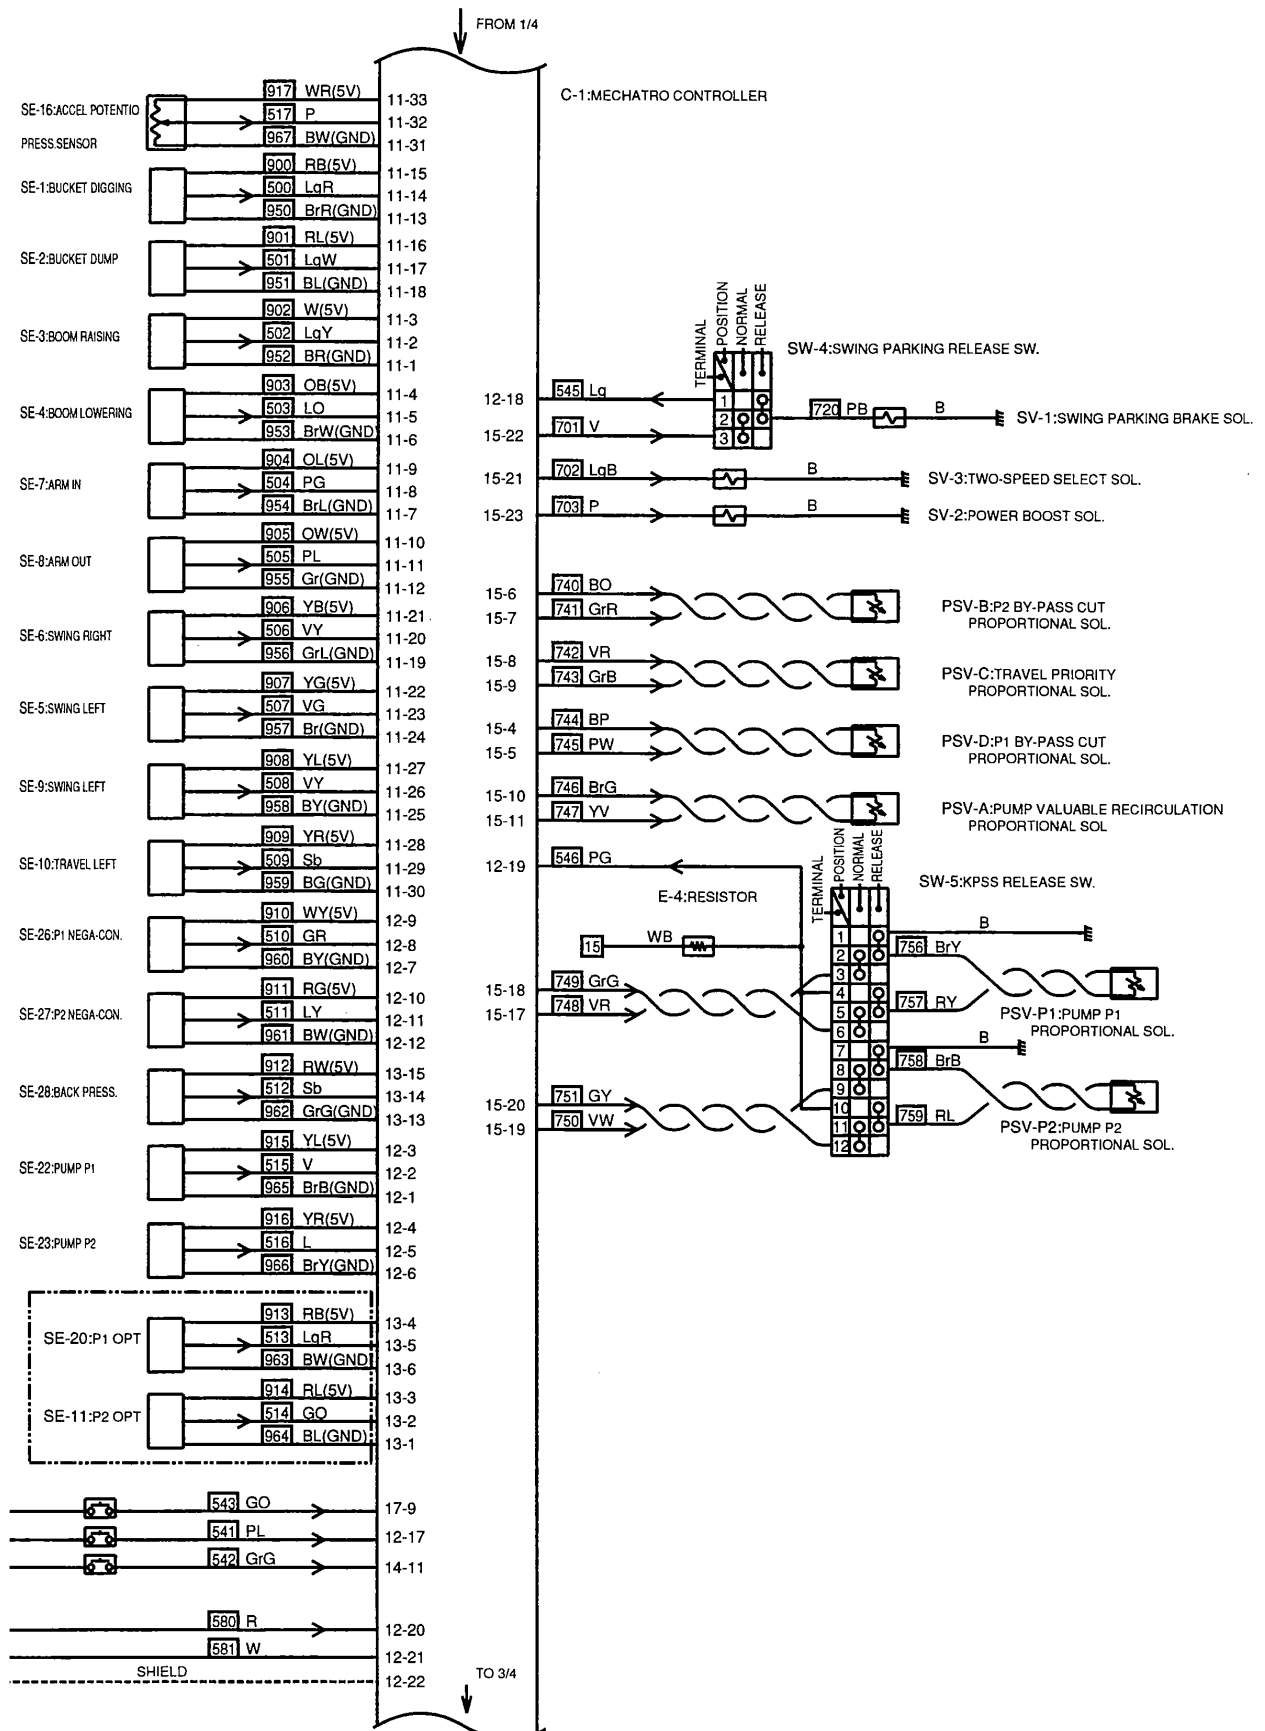 FROM 1/4
C-1:MECHATRO CONTROLLER
SE-16:ACCEL POTENTIO
917 WR(5V) 11-33
517 P 11-32
967 BW(GND) 11-31
PRESS.SENSOR
SE-1:BUCKET DIGGING
900 RB(5V) 11-15
500 LgR 11-14
950 BrR(GND) 11-13
SE-2:BUCKET DUMP
901 RL(5V) 11-16
501 LgW 11-17
951 BL(GND) 11-18
SE-3:BOOM RAISING
902 W(5V) 11-3
502 LgY 11-2
952 BR(GND) 11-1
SE-4:BOOM LOWERING
903 OB(5V) 11-4
503 LO 11-5
953 BrW(GND) 11-6
SE-7:ARM IN
904 OL(5V) 11-9
504 PG 11-8
954 BrL(GND) 11-7
SE-8:ARM OUT
905 OW(5V) 11-10
505 PL 11-11
955 Gr(GND) 11-12
SE-6:SWING RIGHT
906 YB(5V) 11-21
506 VY 11-20
956 GrL(GND) 11-19
SE-5:SWING LEFT
907 YG(5V) 11-22
507 VG 11-23
957 Br(GND) 11-24
SE-9:SWING LEFT
908 YL(5V) 11-27
508 VY 11-26
958 BY(GND) 11-25
SE-10:TRAVEL LEFT
909 YR(5V) 11-28
509 Sb 11-29
959 BG(GND) 11-30
SE-26:P1 NEGA-CON.
910 WY(5V) 12-9
510 GR 12-8
960 BY(GND) 12-7
SE-27:P2 NEGA-CON.
911 RG(5V) 12-10
511 LY 12-11
961 BW(GND) 12-12
SE-28:BACK PRESS.
912 RW(5V) 13-15
512 Sb 13-14
962 GrG(GND) 13-13
SE-22:PUMP P1
915 YL(5V) 12-3
515 V 12-2
965 BrB(GND) 12-1
SE-23:PUMP P2
916 YR(5V) 12-4
516 L 12-5
966 BrY(GND) 12-6
SE-20:P1 OPT
913 RB(5V) 13-4
513 LgR 13-5
963 BW(GND) 13-6
SE-11:P2 OPT
914 RL(5V) 13-3
514 GO 13-2
964 BL(GND) 13-1
543 GO 17-9
541 PL 12-17
542 GrG 14-11
580 R 12-20
581 W 12-21
SHIELD 12-22
TO 3/4
TERMINAL
POSITION
NORMAL
RELEASE
SW-4:SWING PARKING RELEASE SW.
12-18 545 Lg 1
2 720 PB B SV-1:SWING PARKING BRAKE SOL.
15-22 701 V 3
15-21 702 LgB B SV-3:TWO-SPEED SELECT SOL.
15-23 703 P B SV-2:POWER BOOST SOL.
15-6 740 BO
15-7 741 GrR
PSV-B:P2 BY-PASS CUT
PROPORTIONAL SOL.
15-8 742 VR
15-9 743 GrB
PSV-C:TRAVEL PRIORITY
PROPORTIONAL SOL.
15-4 744 BP
15-5 745 PW
PSV-D:P1 BY-PASS CUT
PROPORTIONAL SOL.
15-10 746 BrG
15-11 747 YV
PSV-A:PUMP VALUABLE RECIRCULATION
PROPORTIONAL SOL
12-19 546 PG
TERMINAL
POSITION
NORMAL
RELEASE
SW-5:KPSS RELEASE SW.
E-4:RESISTOR
15 WB
15-18 749 GrG
15-17 748 VR
15-20 751 GY
15-19 750 VW
1 B
2 756 BrY
3
4
5 757 RY
6
PSV-P1:PUMP P1
PROPORTIONAL SOL.
7 B
8 758 BrB
9
10
11 759 RL
12
PSV-P2:PUMP P2
PROPORTIONAL SOL.